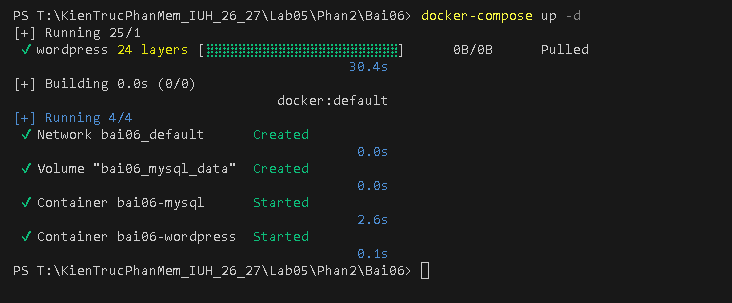 PS T:\KienTrucPhanMem_IUH_26_27\Lab05\Phan2\Bai06> docker-compose up -d
[+] Running 25/1
✓ wordpress 24 layers [⣿⣿⣿⣿⣿⣿⣿⣿⣿⣿⣿⣿⣿⣿⣿⣿⣿⣿⣿⣿⣿⣿⣿⣿] 0B/0B Pulled
30.4s
[+] Building 0.0s (0/0)
docker:default
[+] Running 4/4
✓ Network bai06_default Created
0.0s
✓ Volume "bai06_mysql_data" Created
0.0s
✓ Container bai06-mysql Started
2.6s
✓ Container bai06-wordpress Started
0.1s
PS T:\KienTrucPhanMem_IUH_26_27\Lab05\Phan2\Bai06>